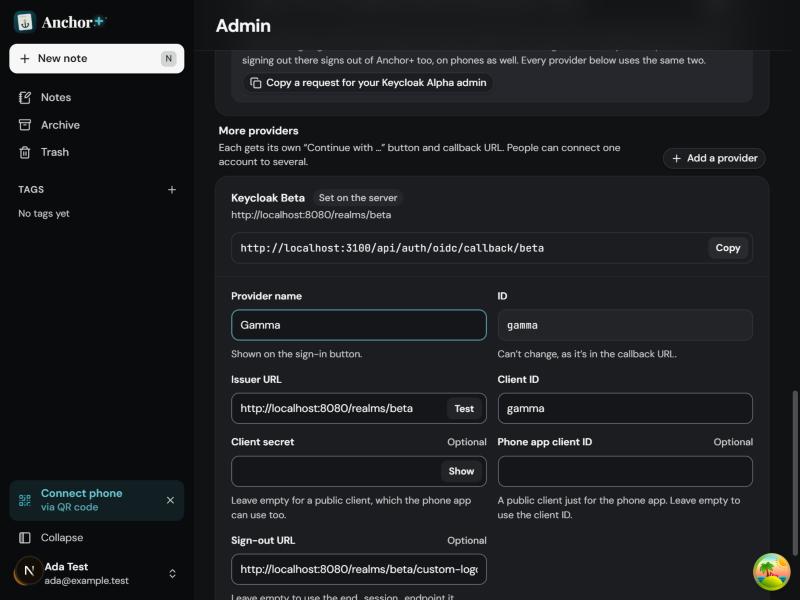 Anchor+
Admin
New note
N
Notes
Archive
Trash
TAGS
No tags yet
signing out there signs out of Anchor+ too, on phones as well. Every provider below uses the same two.
Copy a request for your Keycloak Alpha admin
More providers
Each gets its own “Continue with …” button and callback URL. People can connect one
account to several.
Add a provider
Keycloak Beta
Set on the server
http://localhost:8080/realms/beta
http://localhost:3100/api/auth/oidc/callback/beta
Copy
Provider name
ID
Gamma
gamma
Shown on the sign-in button.
Can’t change, as it’s in the callback URL.
Issuer URL
Client ID
http://localhost:8080/realms/beta
Test
gamma
Client secret
Optional
Phone app client ID
Optional
Show
Leave empty for a public client, which the phone app
can use too.
A public client just for the phone app. Leave empty to
use the client ID.
Sign-out URL
Optional
http://localhost:8080/realms/beta/custom-log
Leave empty to use the end_session_endpoint it
Connect phone
via QR code
Collapse
N
Ada Test
ada@example.test